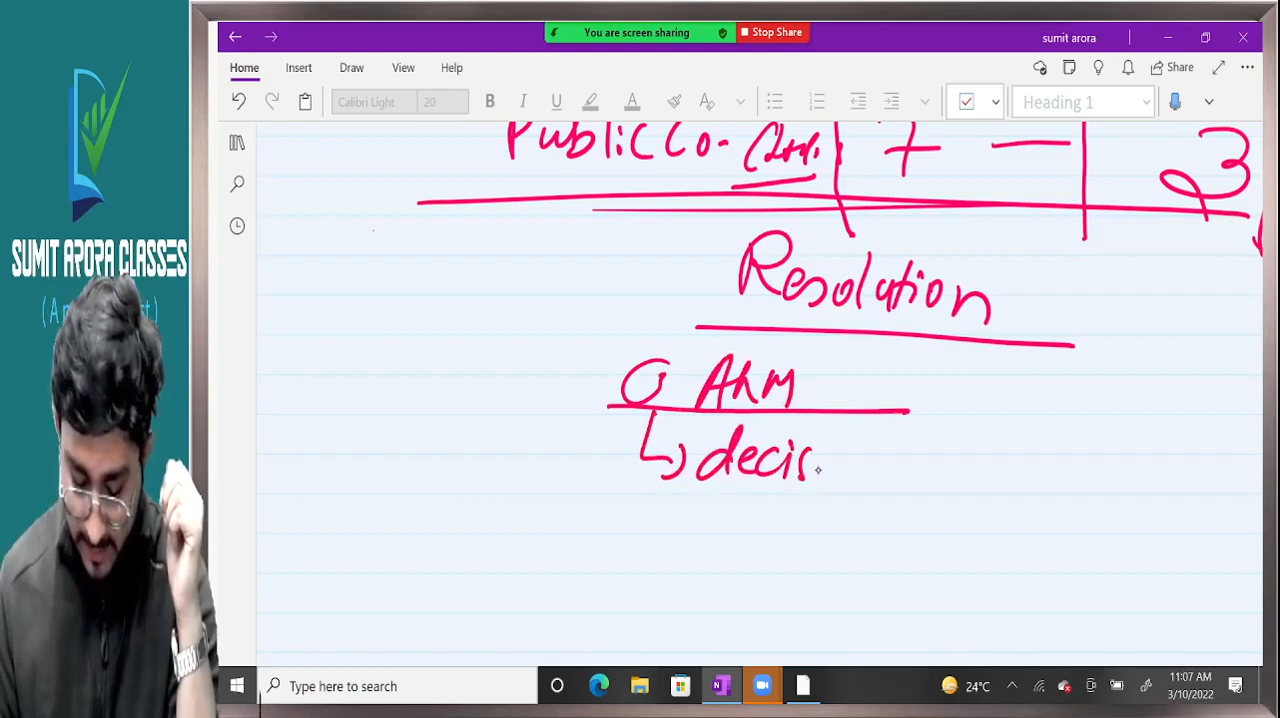 You are screen sharing Stop Share
sumit arora
Home Insert Draw View Help
Share
Calibri Light 20 B I U A
Heading 1
Public Co- + - 3
Resolution
decis
SUMIT ARORA CLASSES
Type here to search
24°C
11:07 AM
3/10/2022